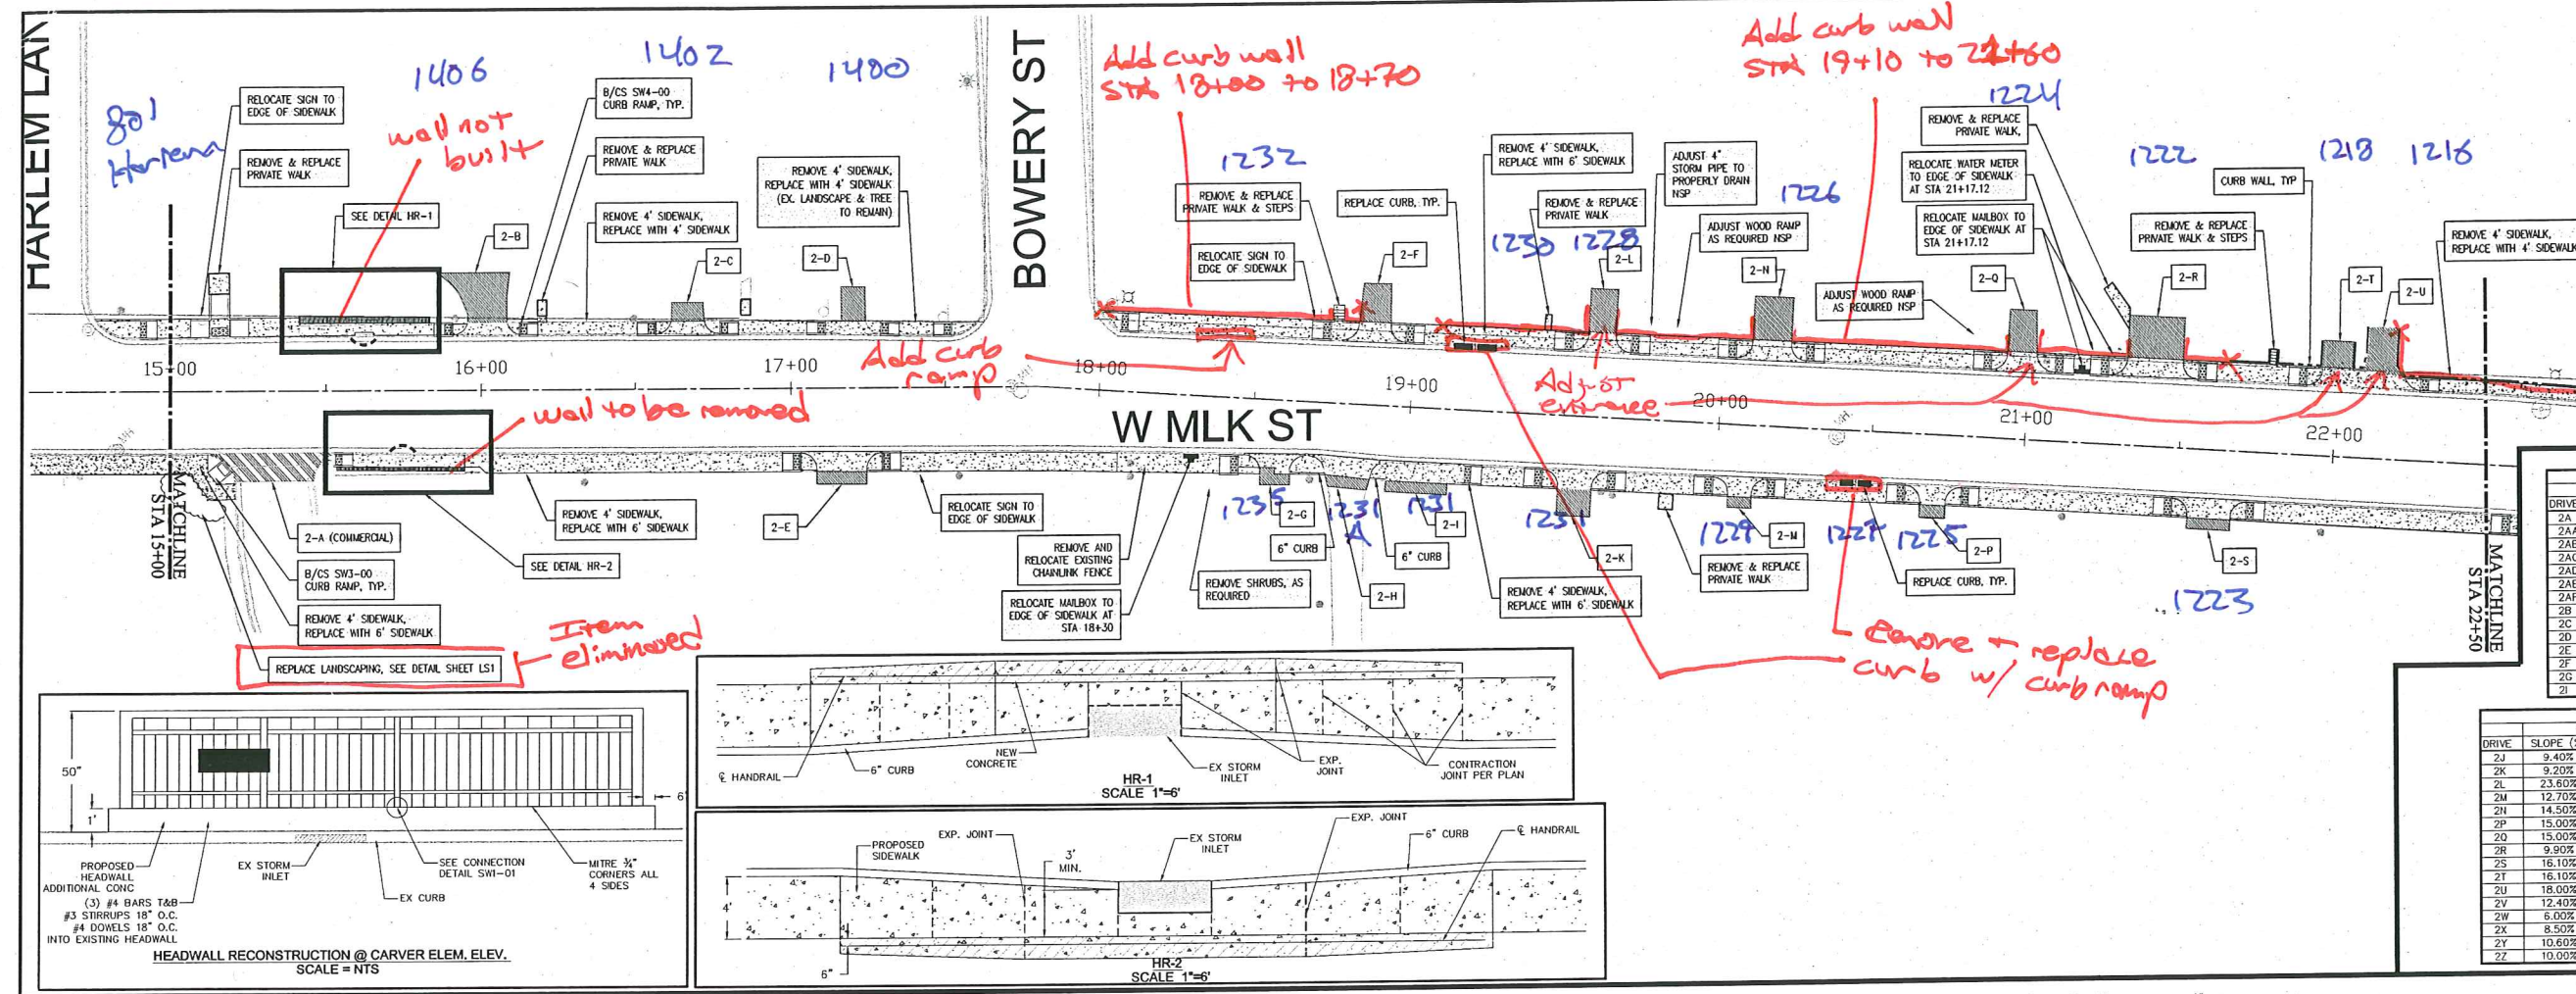 HARLEM LAN
801
1406
1402
1400
BOWERY ST
Add curb wall
STA 18+00 to 18+70
Add curb wall
STA 19+10 to 21+60
RELOCATE SIGN TO
EDGE OF SIDEWALK
REMOVE & REPLACE
PRIVATE WALK
wall not
built
SEE DETAIL HR-1
2-B
B/CS SW4-00
CURB RAMP, TYP.
REMOVE & REPLACE
PRIVATE WALK
REMOVE 4' SIDEWALK,
REPLACE WITH 4' SIDEWALK
2-C
REMOVE 4' SIDEWALK,
REPLACE WITH 4' SIDEWALK
(EX. LANDSCAPE & TREE
TO REMAIN)
2-D
1232
REMOVE & REPLACE
PRIVATE WALK & STEPS
RELOCATE SIGN TO
EDGE OF SIDEWALK
REPLACE CURB, TYP.
2-F
REMOVE 4' SIDEWALK,
REPLACE WITH 6' SIDEWALK
REMOVE & REPLACE
PRIVATE WALK
1230
1228
2-L
ADJUST 4"
STORM PIPE TO
PROPERLY DRAIN
NSP
1226
ADJUST WOOD RAMP
AS REQUIRED NSP
2-N
ADJUST WOOD RAMP
AS REQUIRED NSP
1224
REMOVE & REPLACE
PRIVATE WALK,
RELOCATE WATER METER
TO EDGE OF SIDEWALK
AT STA 21+17.12
RELOCATE MAILBOX TO
EDGE OF SIDEWALK AT
STA 21+17.12
2-Q
1222
REMOVE & REPLACE
PRIVATE WALK & STEPS
2-R
CURB WALL, TYP
1218
1216
2-T
2-U
REMOVE 4' SIDEWALK,
REPLACE WITH 4' SIDEWALK
15+00
16+00
17+00
18+00
19+00
20+00
21+00
22+00
Add curb
ramp
Adjust
entrance
W MLK ST
wall to be removed
MATCHLINE
STA 15+00
2-A (COMMERCIAL)
B/CS SW3-00
CURB RAMP, TYP.
REMOVE 4' SIDEWALK,
REPLACE WITH 6' SIDEWALK
REPLACE LANDSCAPING, SEE DETAIL SHEET LS1
Item
eliminated
REMOVE 4' SIDEWALK,
REPLACE WITH 6' SIDEWALK
SEE DETAIL HR-2
2-E
RELOCATE SIGN TO
EDGE OF SIDEWALK
REMOVE AND
RELOCATE EXISTING
CHAINLINK FENCE
RELOCATE MAILBOX TO
EDGE OF SIDEWALK AT
STA 18+30
REMOVE SHRUBS, AS
REQUIRED
1235
2-G
6" CURB
1231
A
2-H
1231
2-I
6" CURB
REMOVE 4' SIDEWALK,
REPLACE WITH 6' SIDEWALK
1231
2-K
REMOVE & REPLACE
PRIVATE WALK
1229
2-M
1227
1225
2-P
REPLACE CURB, TYP.
2-S
1223
MATCHLINE
STA 22+50
Remove + replace
curb w/ curb ramp
50"
1'
6"
PROPOSED
HEADWALL
ADDITIONAL CONC
(3) #4 BARS T&B
#3 STIRRUPS 18" O.C.
#4 DOWELS 18" O.C.
INTO EXISTING HEADWALL
EX STORM
INLET
EX CURB
SEE CONNECTION
DETAIL SW1-01
MITRE ¾"
CORNERS ALL
4 SIDES
HEADWALL RECONSTRUCTION @ CARVER ELEM. ELEV.
SCALE = NTS
℄ HANDRAIL
6" CURB
NEW
CONCRETE
EX STORM
INLET
EXP.
JOINT
CONTRACTION
JOINT PER PLAN
HR-1
SCALE 1"=6'
PROPOSED
SIDEWALK
EXP. JOINT
3'
MIN.
EX STORM
INLET
EXP. JOINT
6" CURB
℄ HANDRAIL
4'
6"
HR-2
SCALE 1"=6'
DRIVE
2A
2B
2C
2D
2E
2F
2G
2I
DRIVE SLOPE (
2J 9.40%
2K 9.20%
2L 23.60%
2M 12.70%
2N 14.50%
2P 15.00%
2Q 15.00%
2R 9.90%
2S 16.10%
2T 16.10%
2U 18.00%
2V 12.40%
2W 6.00%
2X 8.50%
2Y 10.60%
2Z 10.00%